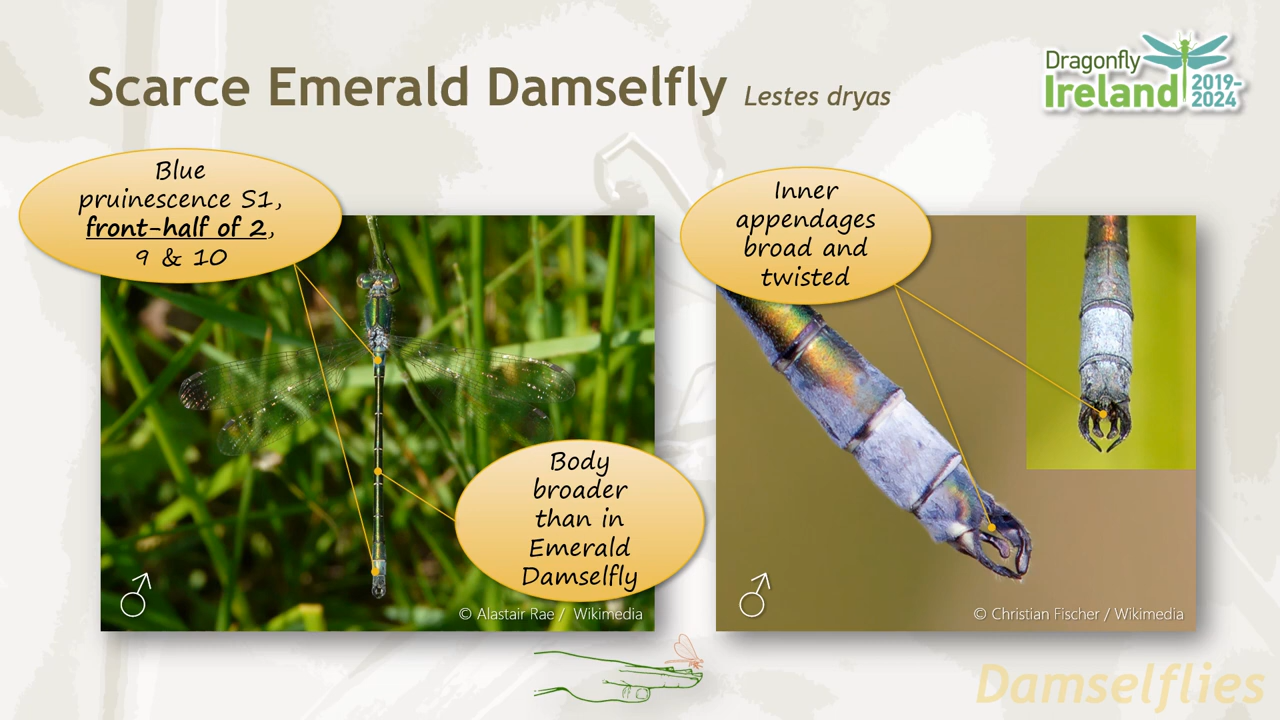 Scarce Emerald Damselfly Lestes dryas
Dragonfly
Ireland 2019-
2024
Blue
pruinescence S1,
front-half of 2,
9 & 10
Inner
appendages
broad and
twisted
Body
broader
than in
Emerald
Damselfly
♂
© Alastair Rae / Wikimedia
♂
© Christian Fischer / Wikimedia
Damselflies